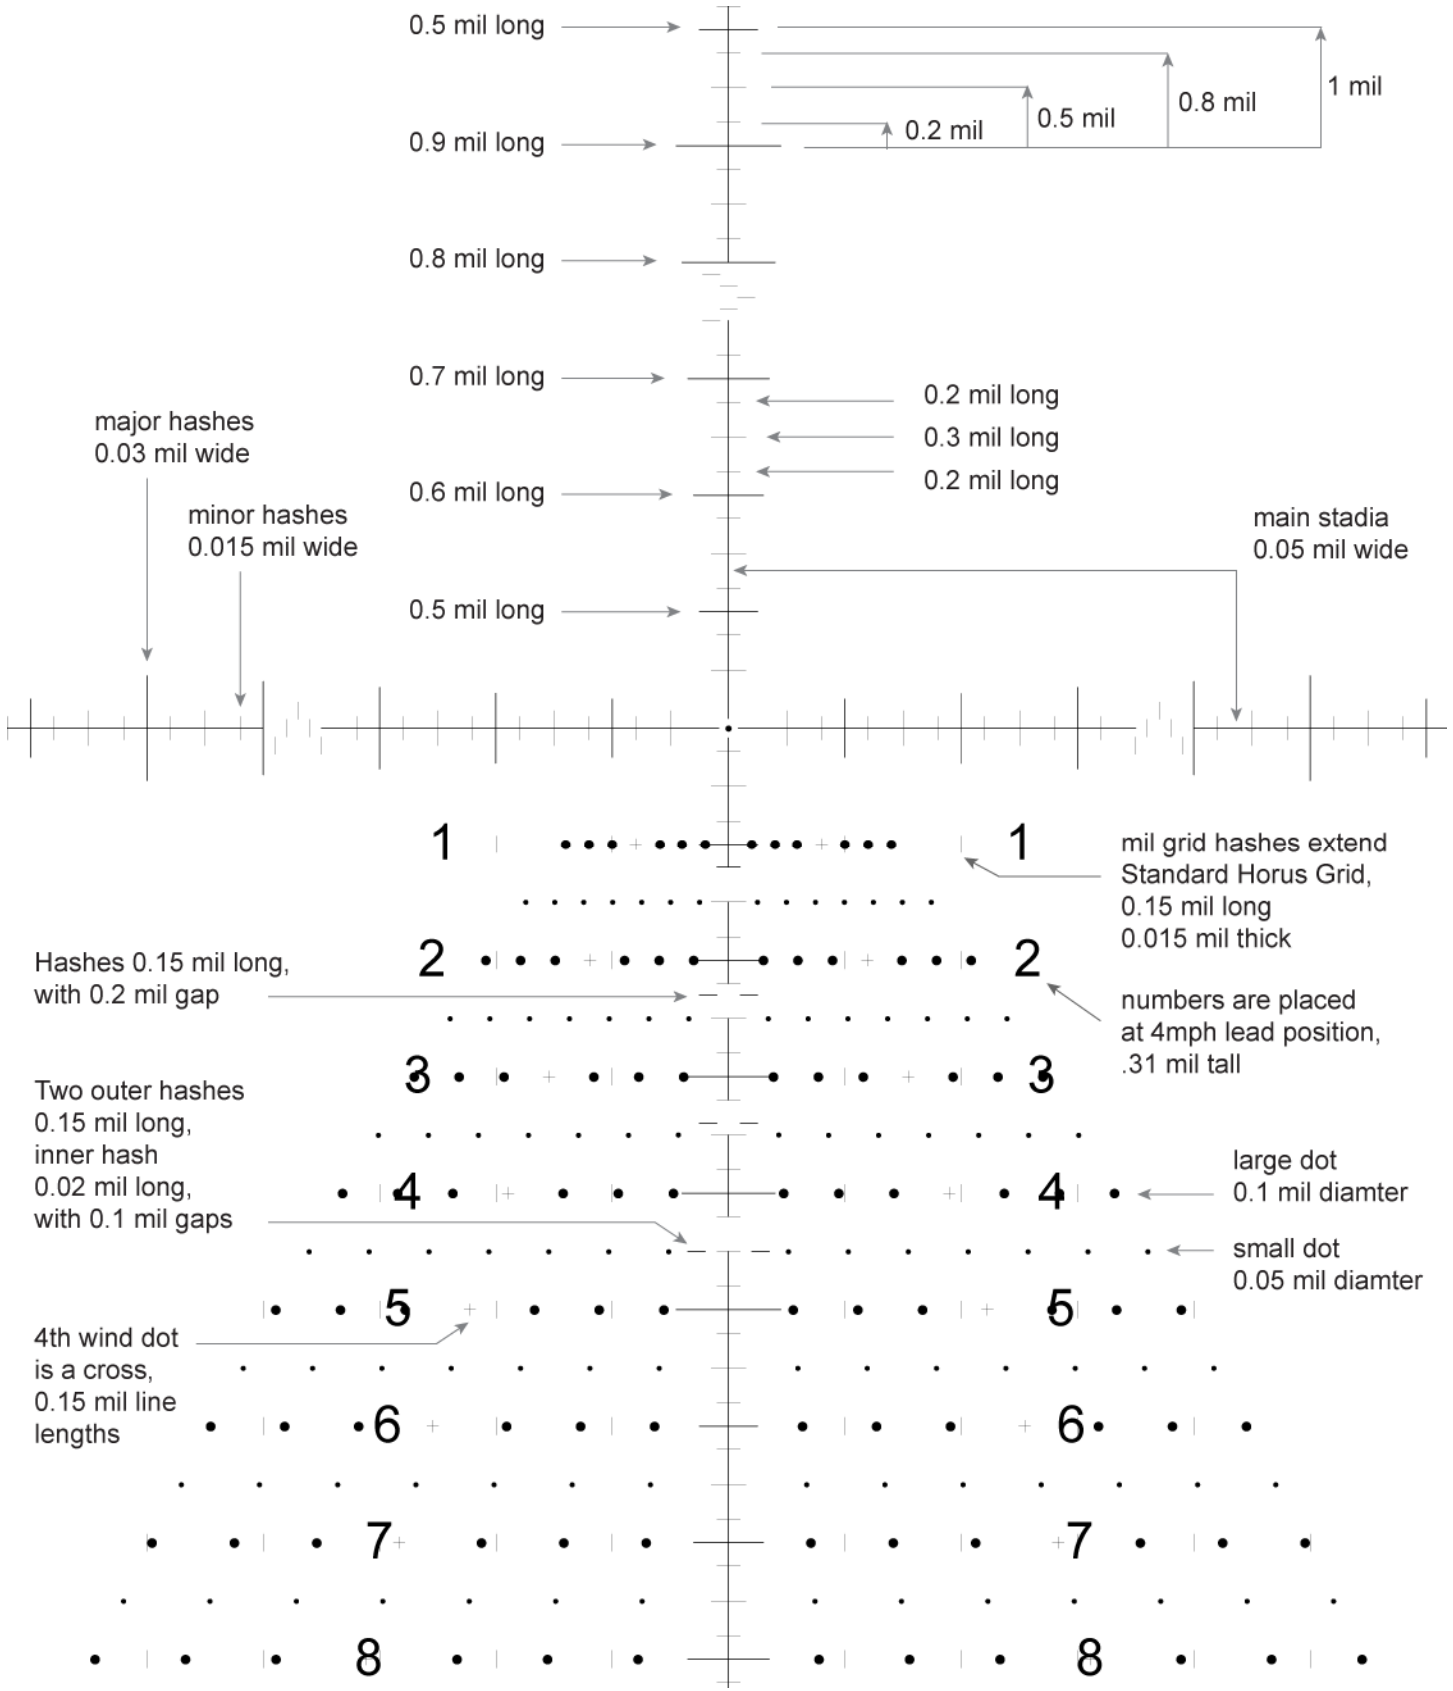 0.5 mil long
1 mil
0.8 mil
0.5 mil
0.2 mil
0.9 mil long
0.8 mil long
0.7 mil long
0.2 mil long
major hashes
0.03 mil wide
0.3 mil long
0.2 mil long
0.6 mil long
minor hashes
0.015 mil wide
main stadia
0.05 mil wide
0.5 mil long
1
1
mil grid hashes extend
Standard Horus Grid,
0.15 mil long
0.015 mil thick
2
2
Hashes 0.15 mil long,
with 0.2 mil gap
numbers are placed
at 4mph lead position,
.31 mil tall
3
3
Two outer hashes
0.15 mil long,
inner hash
0.02 mil long,
with 0.1 mil gaps
4
4
large dot
0.1 mil diamter
small dot
0.05 mil diamter
5
5
4th wind dot
is a cross,
0.15 mil line
lengths
6
6
7
7
8
8